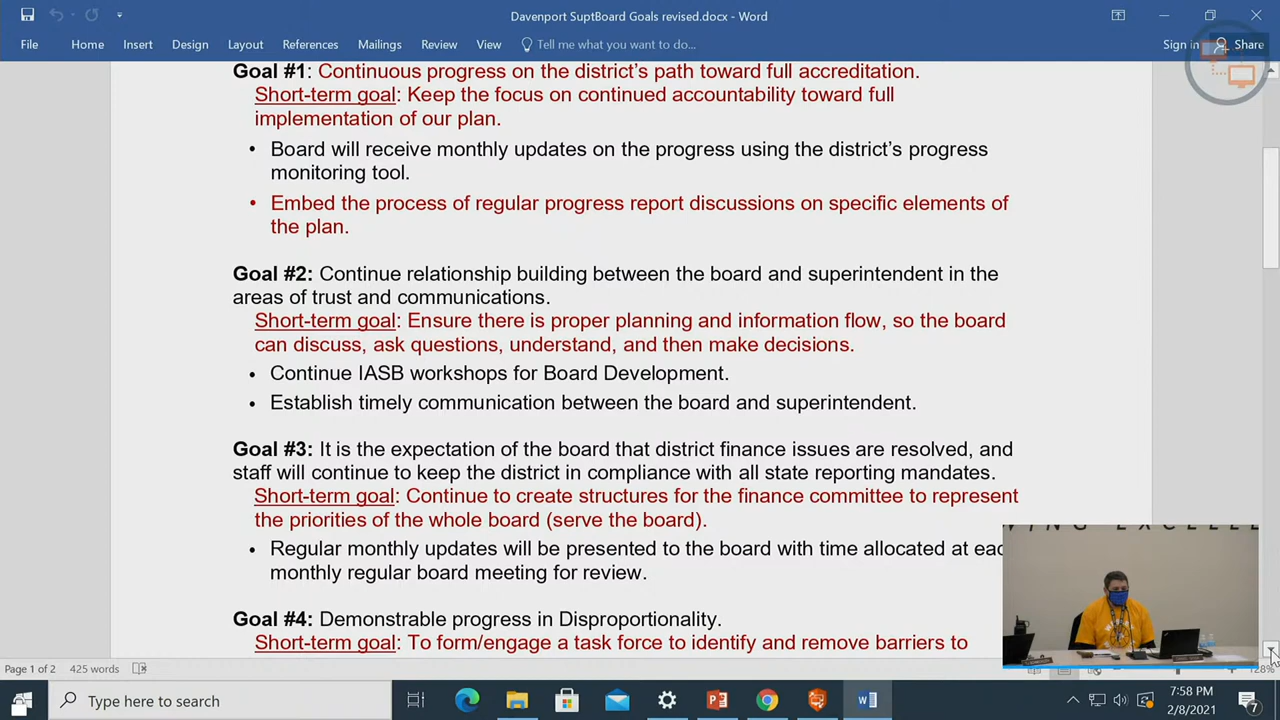 Davenport SuptBoard Goals revised.docx - Word
File Home Insert Design Layout References Mailings Review View Tell me what you want to do... Sign in Share
Goal #1: Continuous progress on the district's path toward full accreditation.
Short-term goal: Keep the focus on continued accountability toward full
implementation of our plan.
• Board will receive monthly updates on the progress using the district's progress
monitoring tool.
• Embed the process of regular progress report discussions on specific elements of
the plan.
Goal #2: Continue relationship building between the board and superintendent in the
areas of trust and communications.
Short-term goal: Ensure there is proper planning and information flow, so the board
can discuss, ask questions, understand, and then make decisions.
• Continue IASB workshops for Board Development.
• Establish timely communication between the board and superintendent.
Goal #3: It is the expectation of the board that district finance issues are resolved, and
staff will continue to keep the district in compliance with all state reporting mandates.
Short-term goal: Continue to create structures for the finance committee to represent
the priorities of the whole board (serve the board).
• Regular monthly updates will be presented to the board with time allocated at eac
monthly regular board meeting for review.
Goal #4: Demonstrable progress in Disproportionality.
Short-term goal: To form/engage a task force to identify and remove barriers to
VING EXCELLE
Page 1 of 2 425 words 128%
Type here to search
7:58 PM
2/8/2021
7